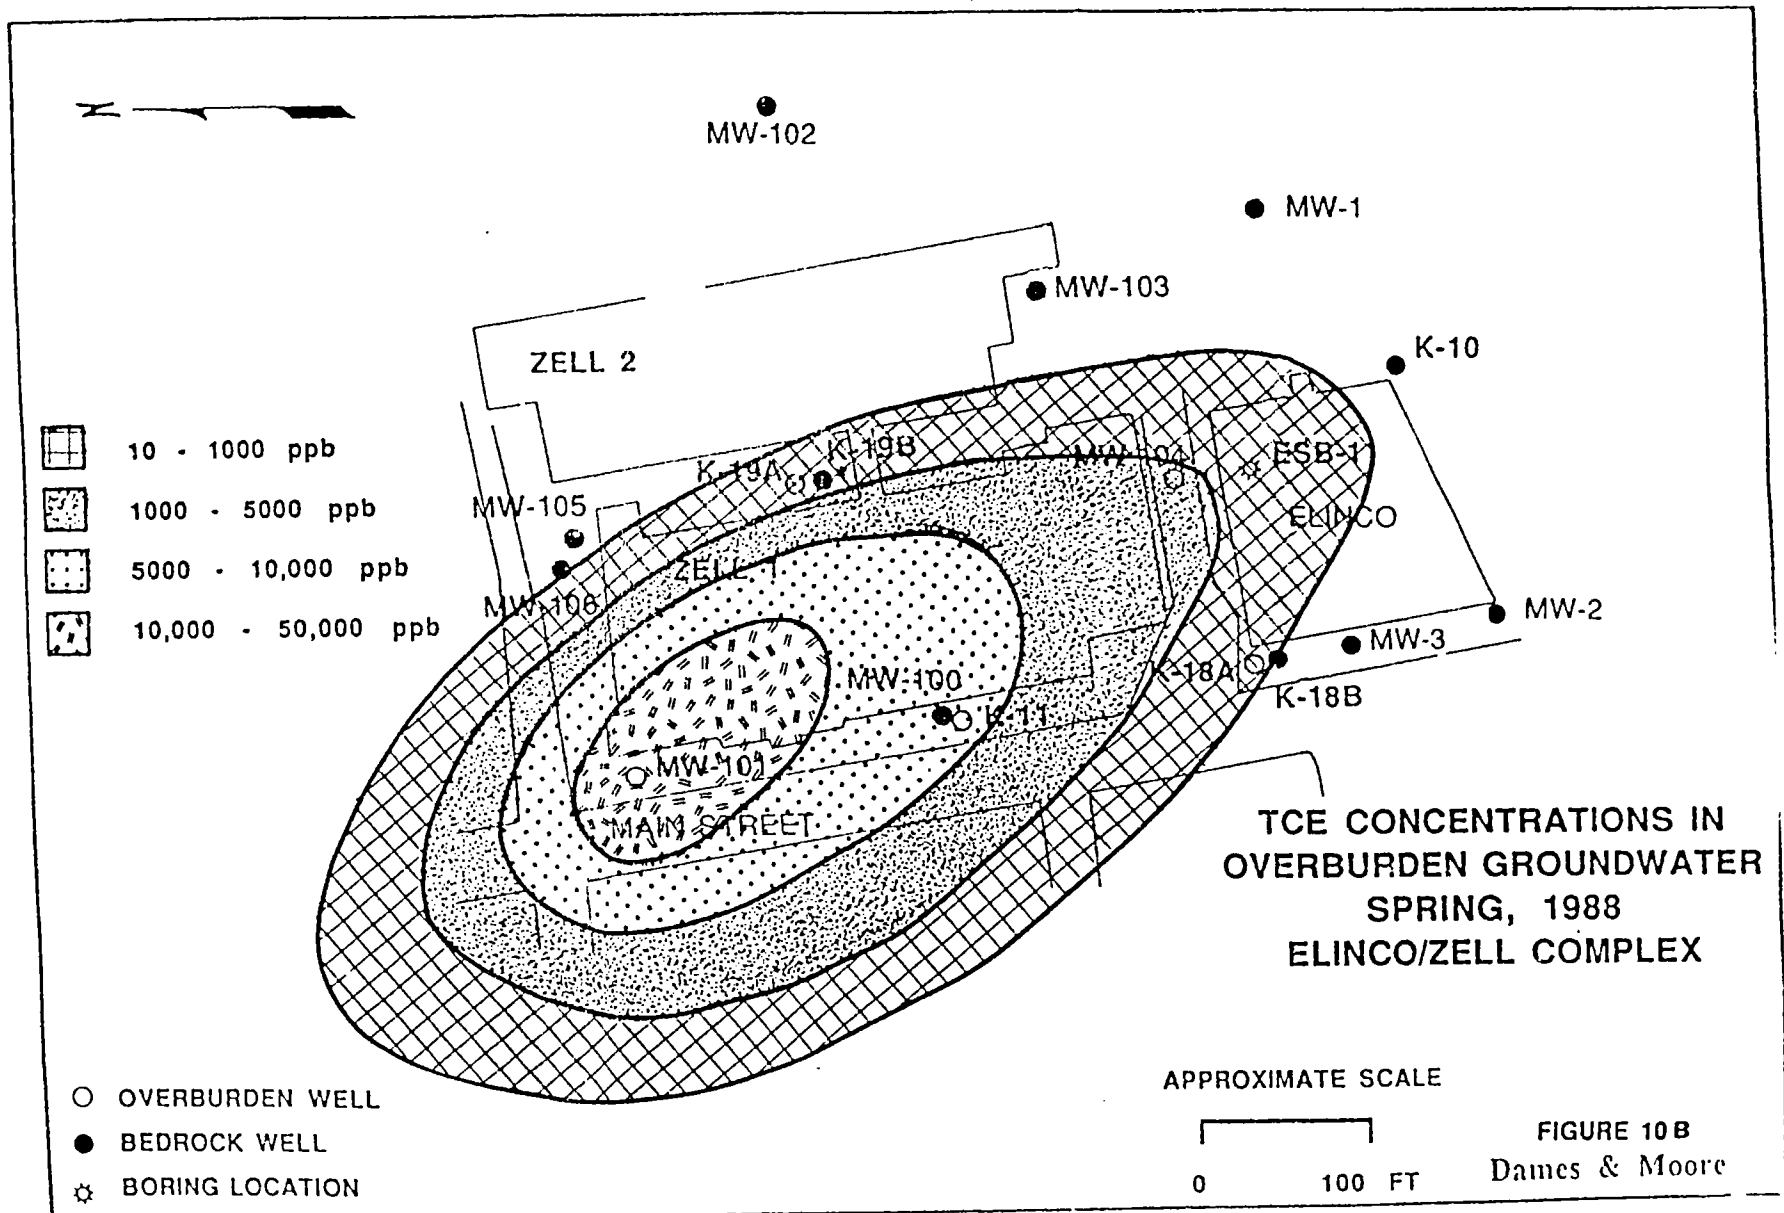 N
MW-102
MW-1
MW-103
K-10
ZELL 2
10 - 1000 ppb
1000 - 5000 ppb
5000 - 10,000 ppb
10,000 - 50,000 ppb
K-19A
K-19B
MW-104
ESB-1
MW-105
ELINCO
ZELL 1
MW-106
MW-2
MW-3
K-18A
K-18B
MW-100
K-11
MW-101
MAIN STREET
TCE CONCENTRATIONS IN
OVERBURDEN GROUNDWATER
SPRING, 1988
ELINCO/ZELL COMPLEX
OVERBURDEN WELL
BEDROCK WELL
BORING LOCATION
APPROXIMATE SCALE
0 100 FT
FIGURE 10 B
Dames & Moore